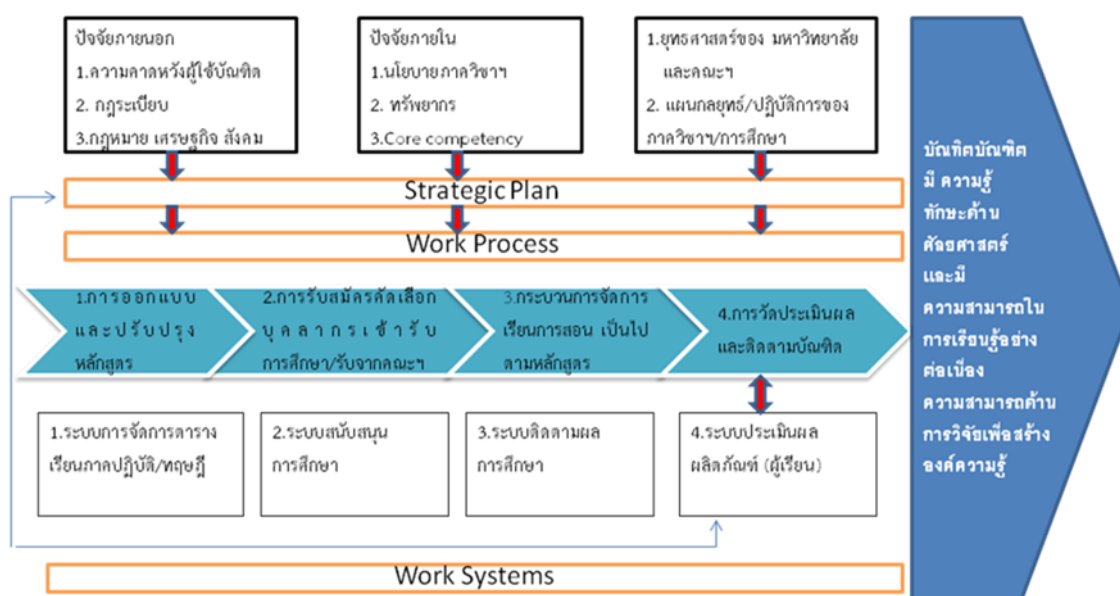 ปัจจัยภายนอก
1.ความคาดหวังผู้ใช้บัณฑิต
2. กฎระเบียบ
3.กฎหมาย เศรษฐกิจ สังคม
ปัจจัยภายใน
1.นโยบายภาควิชาฯ
2. ทรัพยากร
3.Core competency
1.ยุทธศาสตร์ของ มหาวิทยาลัย
และคณะฯ
2. แผนกลยุทธ์/ปฏิบัติการของ
ภาควิชาฯ/การศึกษา
Strategic Plan
Work Process
1.การออกแบบ
และปรับปรุง
หลักสูตร
2.การรับสมัครคัดเลือก
บุคลากรเข้ารับ
การศึกษา/รับจากคณะฯ
3.กระบวนการจัดการ
เรียนการสอน เป็นไป
ตามหลักสูตร
4.การวัดประเมินผล
และติดตามบัณฑิต
1.ระบบการจัดการตาราง
เรียนภาคปฏิบัติ/ทฤษฎี
2.ระบบสนับสนุน
การศึกษา
3.ระบบติดตามผล
การศึกษา
4.ระบบประเมินผล
ผลิตภัณฑ์ (ผู้เรียน)
Work Systems
บัณทิตบัณฑิต
มี ความรู้
ทักษะด้าน
ศัลยศาสตร์
และมี
ความสามารถใน
การเรียนรู้อย่าง
ต่อเนื่อง
ความสามารถด้าน
การวิจัยเพื่อสร้าง
องค์ความรู้